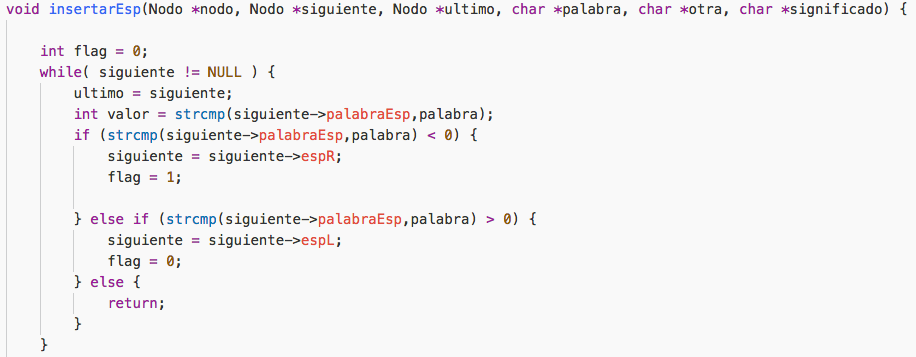 void insertarEsp(Nodo *nodo, Nodo *siguiente, Nodo *ultimo, char *palabra, char *otra, char *significado) {
int flag = 0;
while( siguiente != NULL ) {
ultimo = siguiente;
int valor = strcmp(siguiente->palabraEsp,palabra);
if (strcmp(siguiente->palabraEsp,palabra) < 0) {
siguiente = siguiente->espR;
flag = 1;
} else if (strcmp(siguiente->palabraEsp,palabra) > 0) {
siguiente = siguiente->espL;
flag = 0;
} else {
return;
}
}